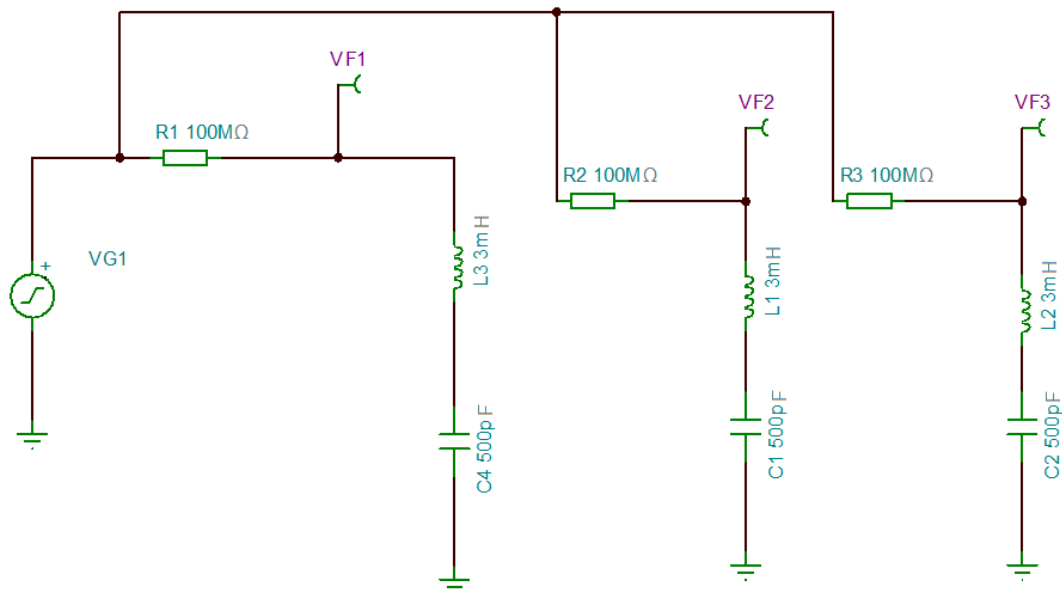 VF1
VF2
VF3
R1 100MΩ
R2 100MΩ
R3 100MΩ
+
VG1
L3 3mH
L1 3mH
L2 3mH
C4 500pF
C1 500pF
C2 500pF